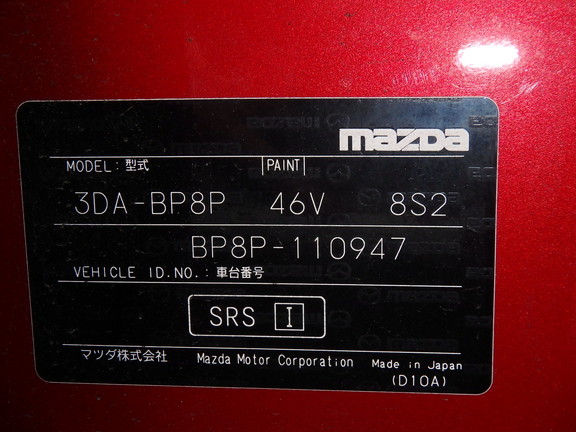 mazda
MODEL: 型式 PAINT
3DA-BP8P 46V 8S2
BP8P-110947
VEHICLE ID.NO.: 車台番号
SRS I
マツダ株式会社 Mazda Motor Corporation Made in Japan
(D10A)